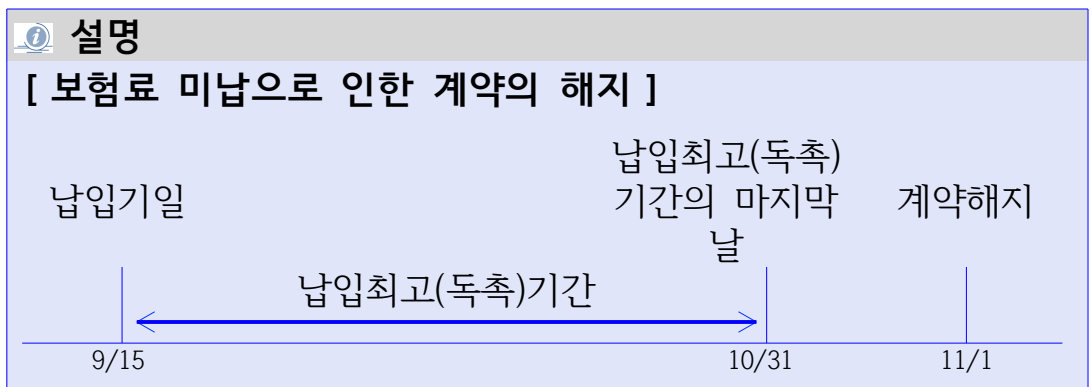 설명
[ 보험료 미납으로 인한 계약의 해지 ]
납입기일
납입최고(독촉)
기간의 마지막
날
계약해지
납입최고(독촉)기간
9/15
10/31
11/1